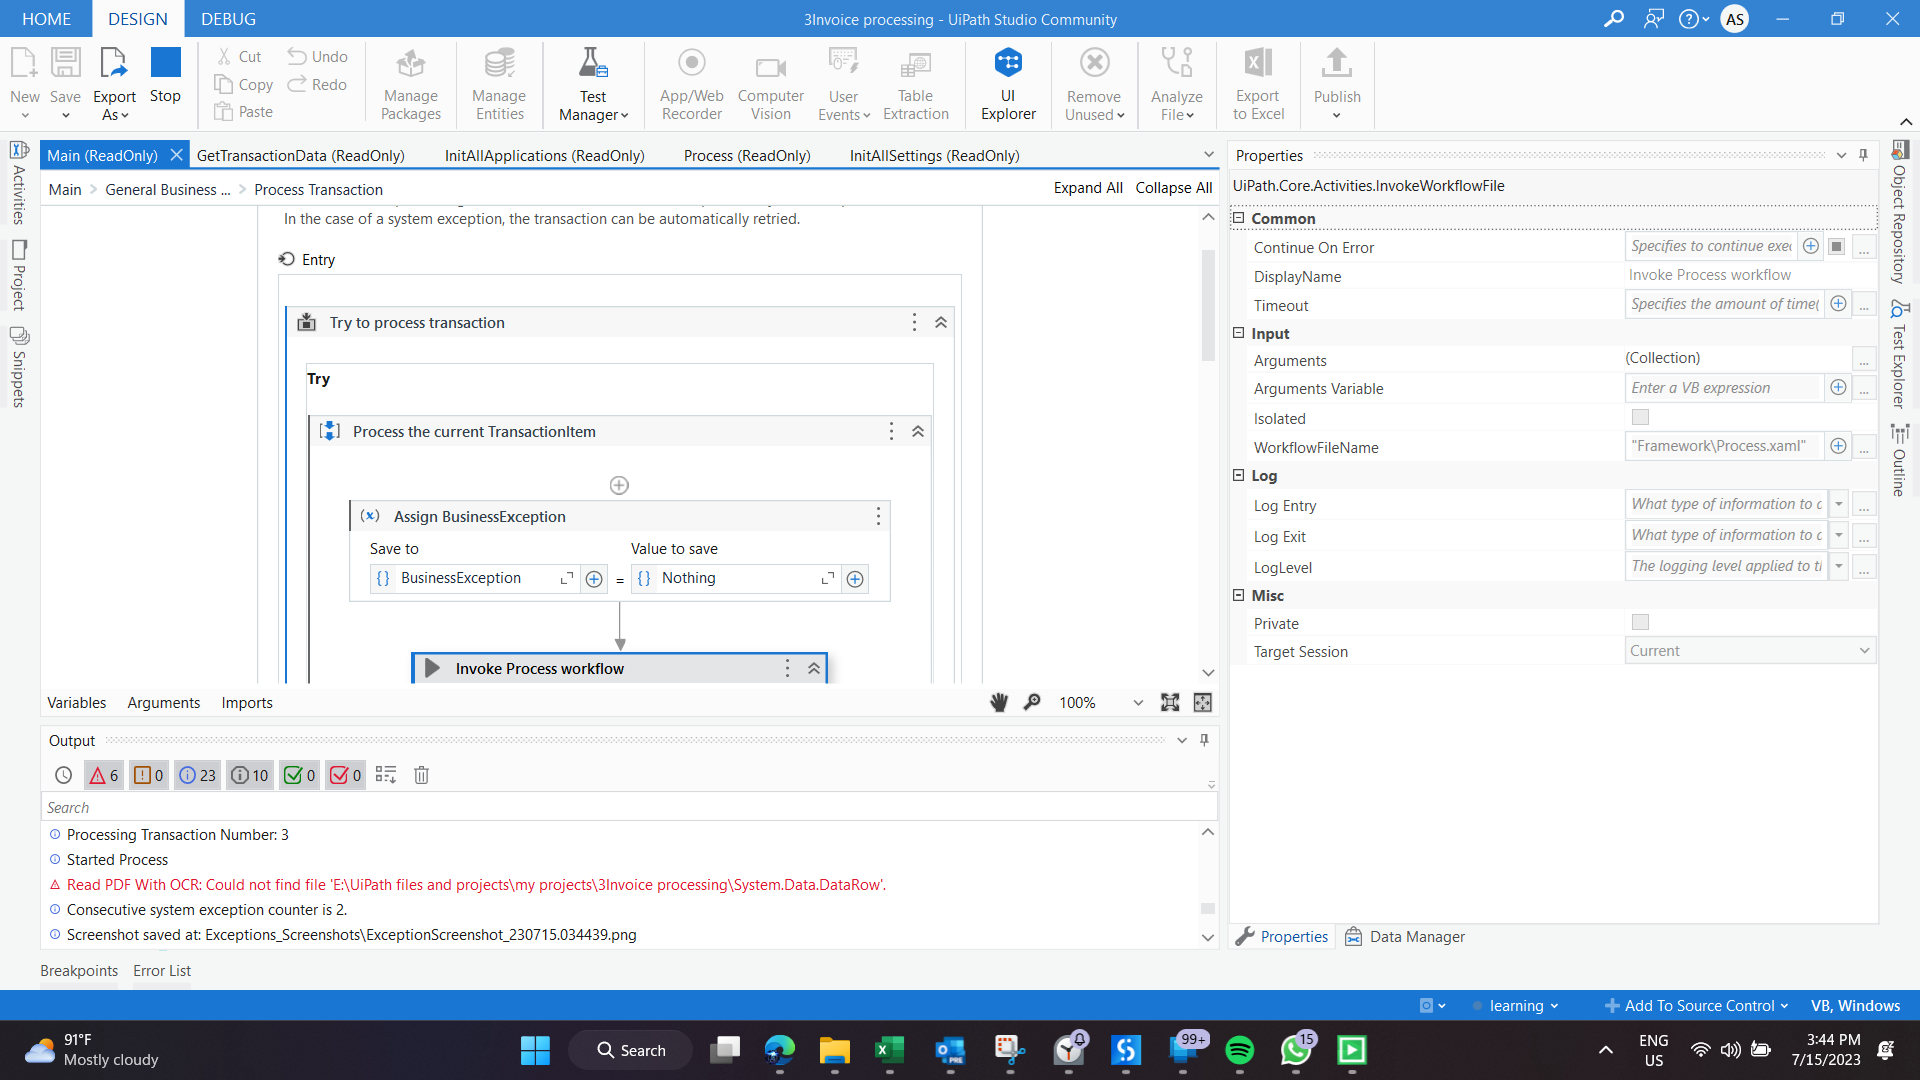 HOME
DESIGN
DEBUG
3Invoice processing - UiPath Studio Community
AS
New
Save
Export As
Stop
Cut
Copy
Paste
Undo
Redo
Manage Packages
Manage Entities
Test Manager
App/Web Recorder
Computer Vision
User Events
Table Extraction
UI Explorer
Remove Unused
Analyze File
Export to Excel
Publish
Main (ReadOnly)
GetTransactionData (ReadOnly)
InitAllApplications (ReadOnly)
Process (ReadOnly)
InitAllSettings (ReadOnly)
Main > General Business ... > Process Transaction
Expand All
Collapse All
Activities
Project
Snippets
In the case of a system exception, the transaction can be automatically retried.
Entry
Try to process transaction
Try
Process the current TransactionItem
Assign BusinessException
Save to
Value to save
BusinessException
=
Nothing
Invoke Process workflow
Variables
Arguments
Imports
100%
Output
6
0
23
10
0
0
Search
Processing Transaction Number: 3
Started Process
Read PDF With OCR: Could not find file 'E:\UiPath files and projects\my projects\3Invoice processing\System.Data.DataRow'.
Consecutive system exception counter is 2.
Screenshot saved at: Exceptions_Screenshots\ExceptionScreenshot_230715.034439.png
Breakpoints
Error List
Properties
UiPath.Core.Activities.InvokeWorkflowFile
Common
Continue On Error
Specifies to continue exec
...
DisplayName
Invoke Process workflow
Timeout
Specifies the amount of time(
...
Input
Arguments
(Collection)
...
Arguments Variable
Enter a VB expression
...
Isolated
WorkflowFileName
"Framework\Process.xaml"
...
Log
Log Entry
What type of information to c
...
Log Exit
What type of information to c
...
LogLevel
The logging level applied to tl
...
Misc
Private
Target Session
Current
Properties
Data Manager
Object Repository
Test Explorer
Outline
learning
Add To Source Control
VB, Windows
91°F
Mostly cloudy
Search
PRE
99+
15
ENG
US
3:44 PM
7/15/2023